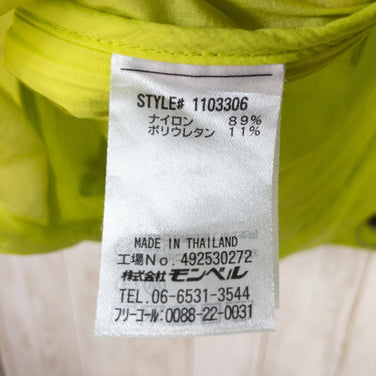 STYLE# 1103306
ナイロン 89%
ポリウレタン 11%
MADE IN THAILAND
工場No. 492530272
株式会社 モンベル
TEL. 06-6531-3544
フリーコール: 0088-22-0031